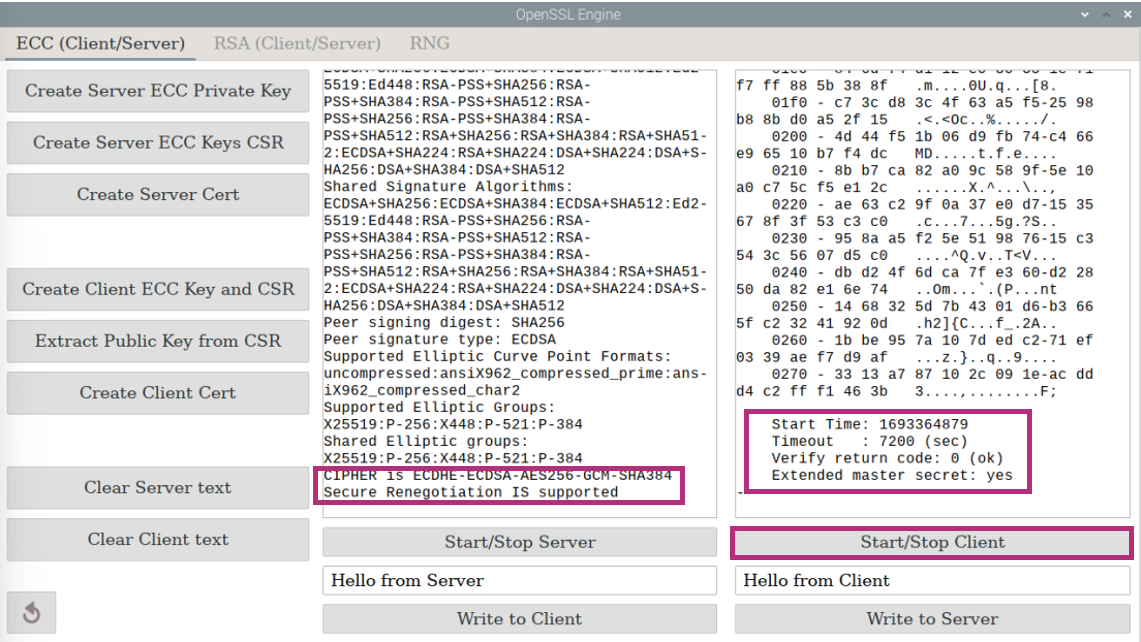 OpenSSL Engine
ECC (Client/Server) RSA (Client/Server) RNG
Create Server ECC Private Key
Create Server ECC Keys CSR
Create Server Cert
Create Client ECC Key and CSR
Extract Public Key from CSR
Create Client Cert
Clear Server text
Clear Client text
5519:Ed448:RSA-PSS+SHA256:RSA-
PSS+SHA384:RSA-PSS+SHA512:RSA-
PSS+SHA256:RSA-PSS+SHA384:RSA-
PSS+SHA512:RSA+SHA256:RSA+SHA384:RSA+SHA51-
2:ECDSA+SHA224:RSA+SHA224:DSA+SHA224:DSA+S-
HA256:DSA+SHA384:DSA+SHA512
Shared Signature Algorithms:
ECDSA+SHA256:ECDSA+SHA384:ECDSA+SHA512:Ed2-
5519:Ed448:RSA-PSS+SHA256:RSA-
PSS+SHA384:RSA-PSS+SHA512:RSA-
PSS+SHA256:RSA-PSS+SHA384:RSA-
PSS+SHA512:RSA+SHA256:RSA+SHA384:RSA+SHA51-
2:ECDSA+SHA224:RSA+SHA224:DSA+SHA224:DSA+S-
HA256:DSA+SHA384:DSA+SHA512
Peer signing digest: SHA256
Peer signature type: ECDSA
Supported Elliptic Curve Point Formats:
uncompressed:ansiX962_compressed_prime:ans-
iX962_compressed_char2
Supported Elliptic Groups:
X25519:P-256:X448:P-521:P-384
Shared Elliptic groups:
X25519:P-256:X448:P-521:P-384
CIPHER is ECDHE-ECDSA-AES256-GCM-SHA384
Secure Renegotiation IS supported
Start/Stop Server
Hello from Server
Write to Client
f7 ff 88 5b 38 8f .m....0U.q...[8.
01f0 - c7 3c d8 3c 4f 63 a5 f5-25 98
b8 8b d0 a5 2f 15 .<.<Oc..%...../.
0200 - 4d 44 f5 1b 06 d9 fb 74-c4 66
e9 65 10 b7 f4 dc MD.....t.f.e....
0210 - 8b b7 ca 82 a0 9c 58 9f-5e 10
a0 c7 5c f5 e1 2c ......X.^...\..,
0220 - ae 63 c2 9f 0a 37 e0 d7-15 35
67 8f 3f 53 c3 c0 .c...7...5g.?S..
0230 - 95 8a a5 f2 5e 51 98 76-15 c3
54 3c 56 07 d5 c0 ....^Q.v..T<V...
0240 - db d2 4f 6d ca 7f e3 60-d2 28
50 da 82 e1 6e 74 ..Om...`.(P...nt
0250 - 14 68 32 5d 7b 43 01 d6-b3 66
5f c2 32 41 92 0d .h2]{C...f_.2A..
0260 - 1b be 95 7a 10 7d ed c2-71 ef
03 39 ae f7 d9 af ...z.}..q..9....
0270 - 33 13 a7 87 10 2c 09 1e-ac dd
d4 c2 ff f1 46 3b 3....,........F;
Start Time: 1693364879
Timeout : 7200 (sec)
Verify return code: 0 (ok)
Extended master secret: yes
-
Start/Stop Client
Hello from Client
Write to Server